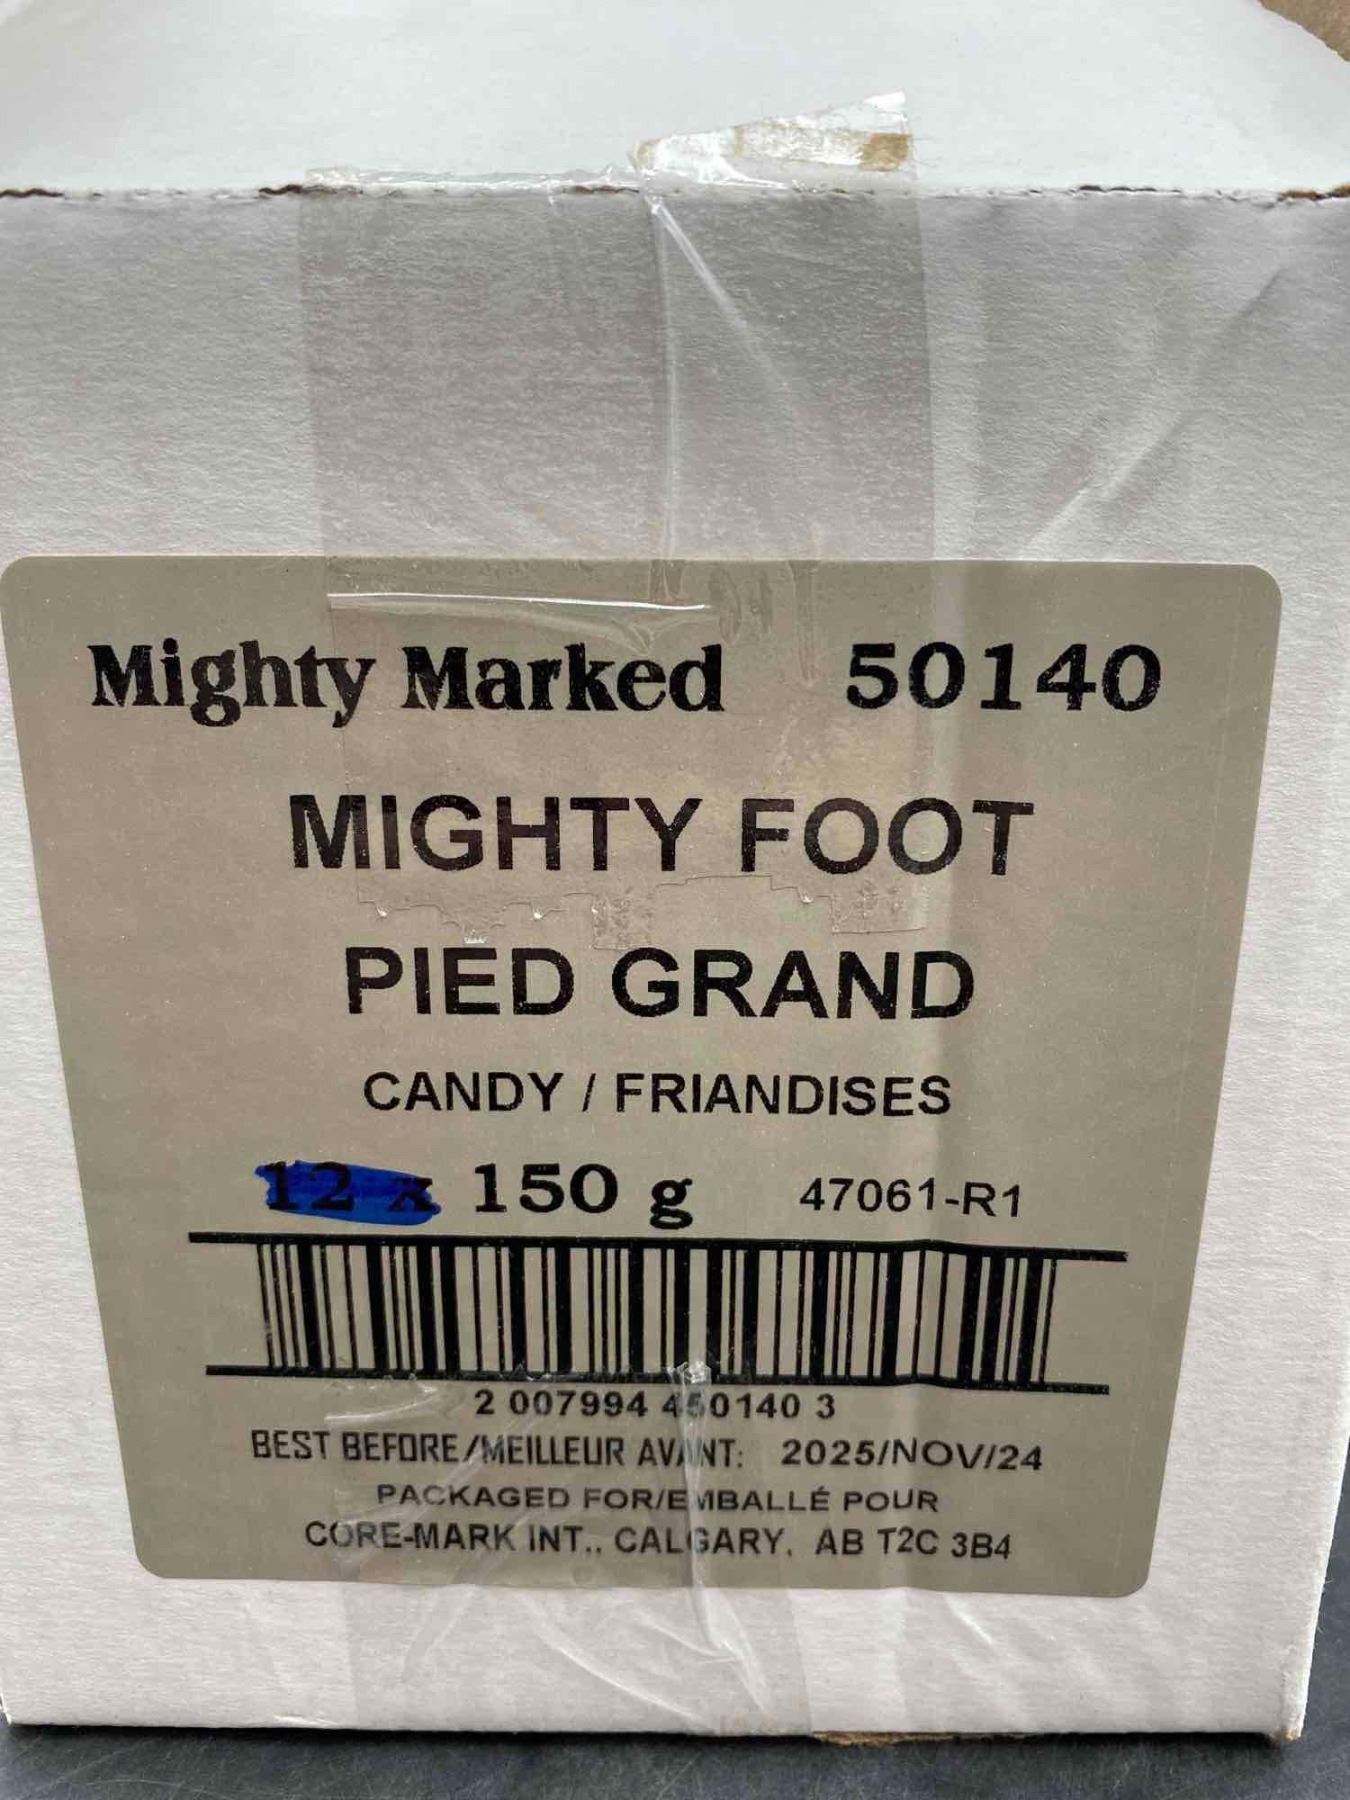 Mighty Marked 50140
MIGHTY FOOT
PIED GRAND
CANDY / FRIANDISES
12 x 150 g 47061-R1
2 007994 450140 3
BEST BEFORE/MEILLEUR AVANT: 2025/NOV/24
PACKAGED FOR/EMBALLÉ POUR
CORE-MARK INT., CALGARY, AB T2C 3B4